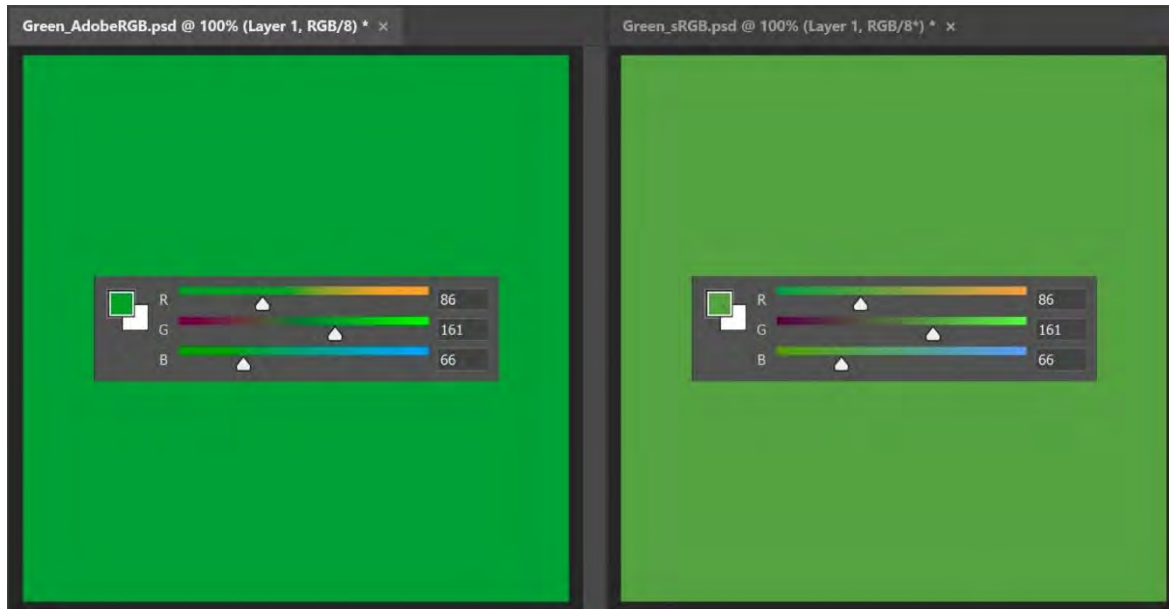 Green_AdobeRGB.psd @ 100% (Layer 1, RGB/8) * ×
Green_sRGB.psd @ 100% (Layer 1, RGB/8*) * ×
R 86
G 161
B 66
R 86
G 161
B 66